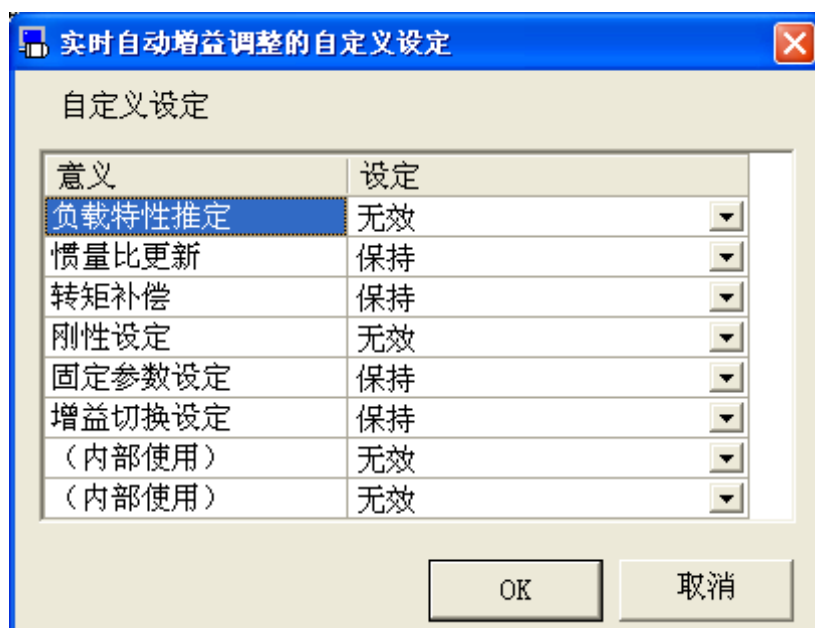 实时自动增益调整的自定义设定
自定义设定
意义 设定
负载特性推定 无效
惯量比更新 保持
转矩补偿 保持
刚性设定 无效
固定参数设定 保持
增益切换设定 保持
（内部使用） 无效
（内部使用） 无效
OK 取消